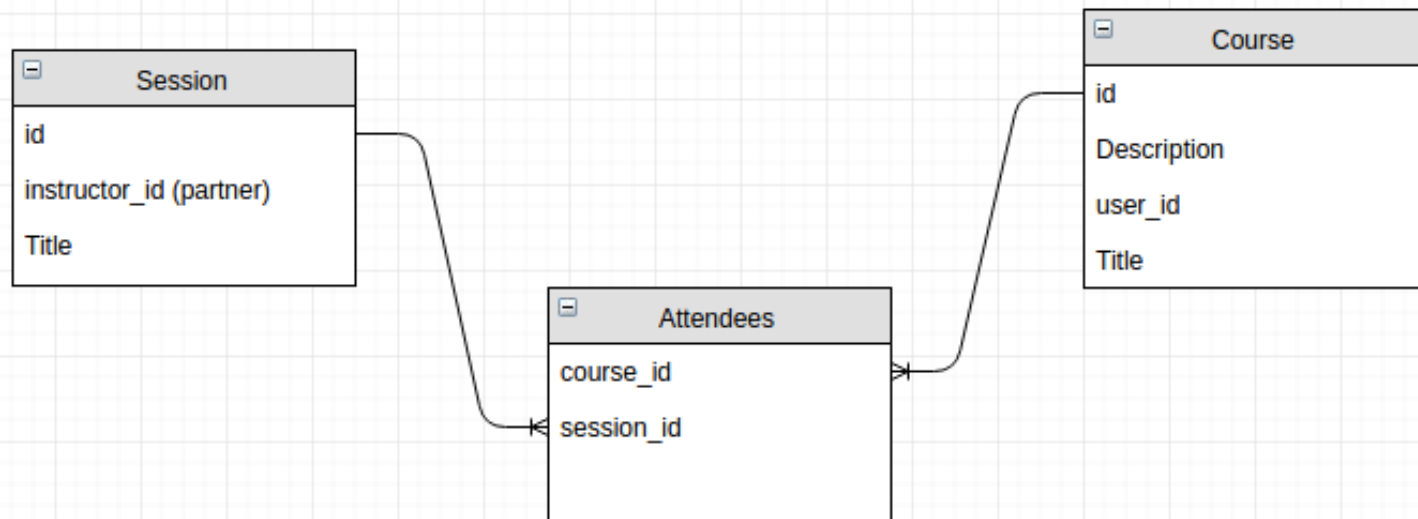 Session
id
instructor_id (partner)
Title
Attendees
course_id
session_id
Course
id
Description
user_id
Title